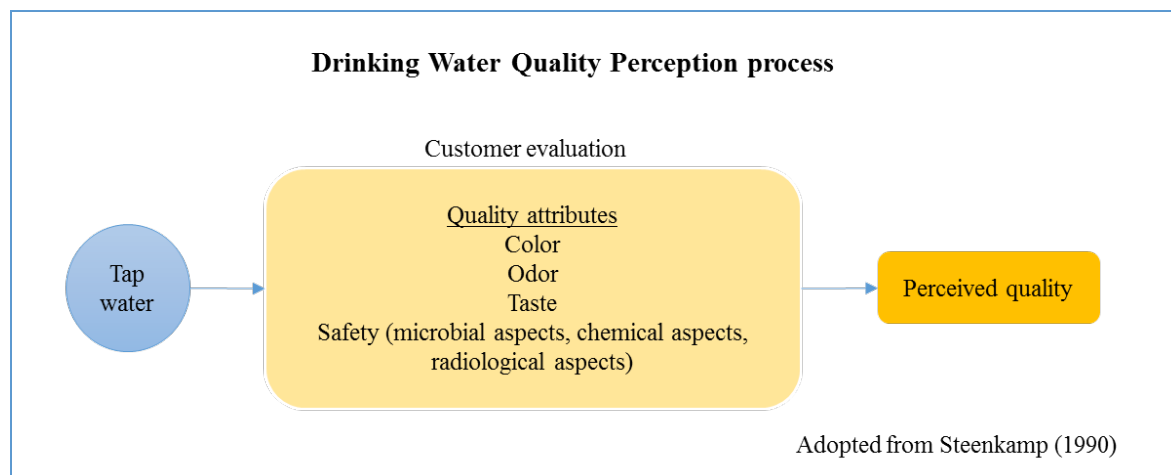 Drinking Water Quality Perception process
Customer evaluation
Quality attributes
Color
Odor
Taste
Safety (microbial aspects, chemical aspects,
radiological aspects)
Tap
water
Perceived quality
Adopted from Steenkamp (1990)